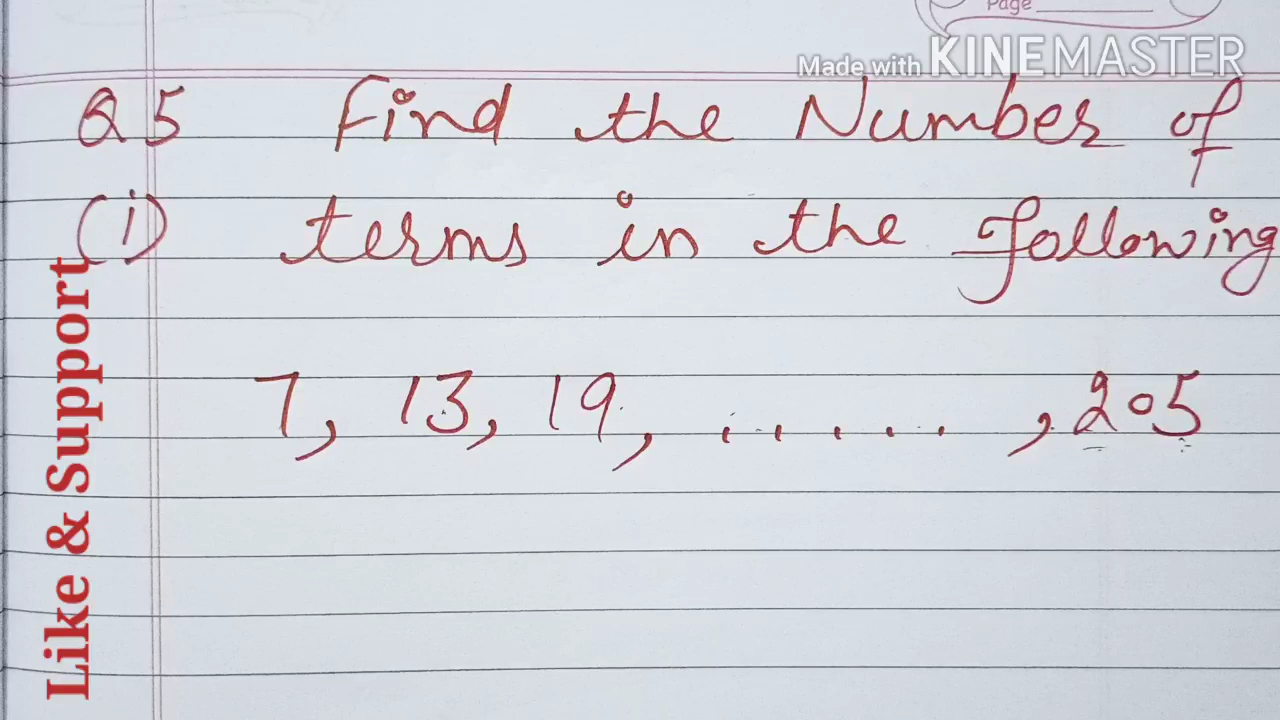 Page
Made with KINEMASTER
Q5 Find the Number of
(i) terms in the following
7, 13, 19, ....., 205
Like & Support